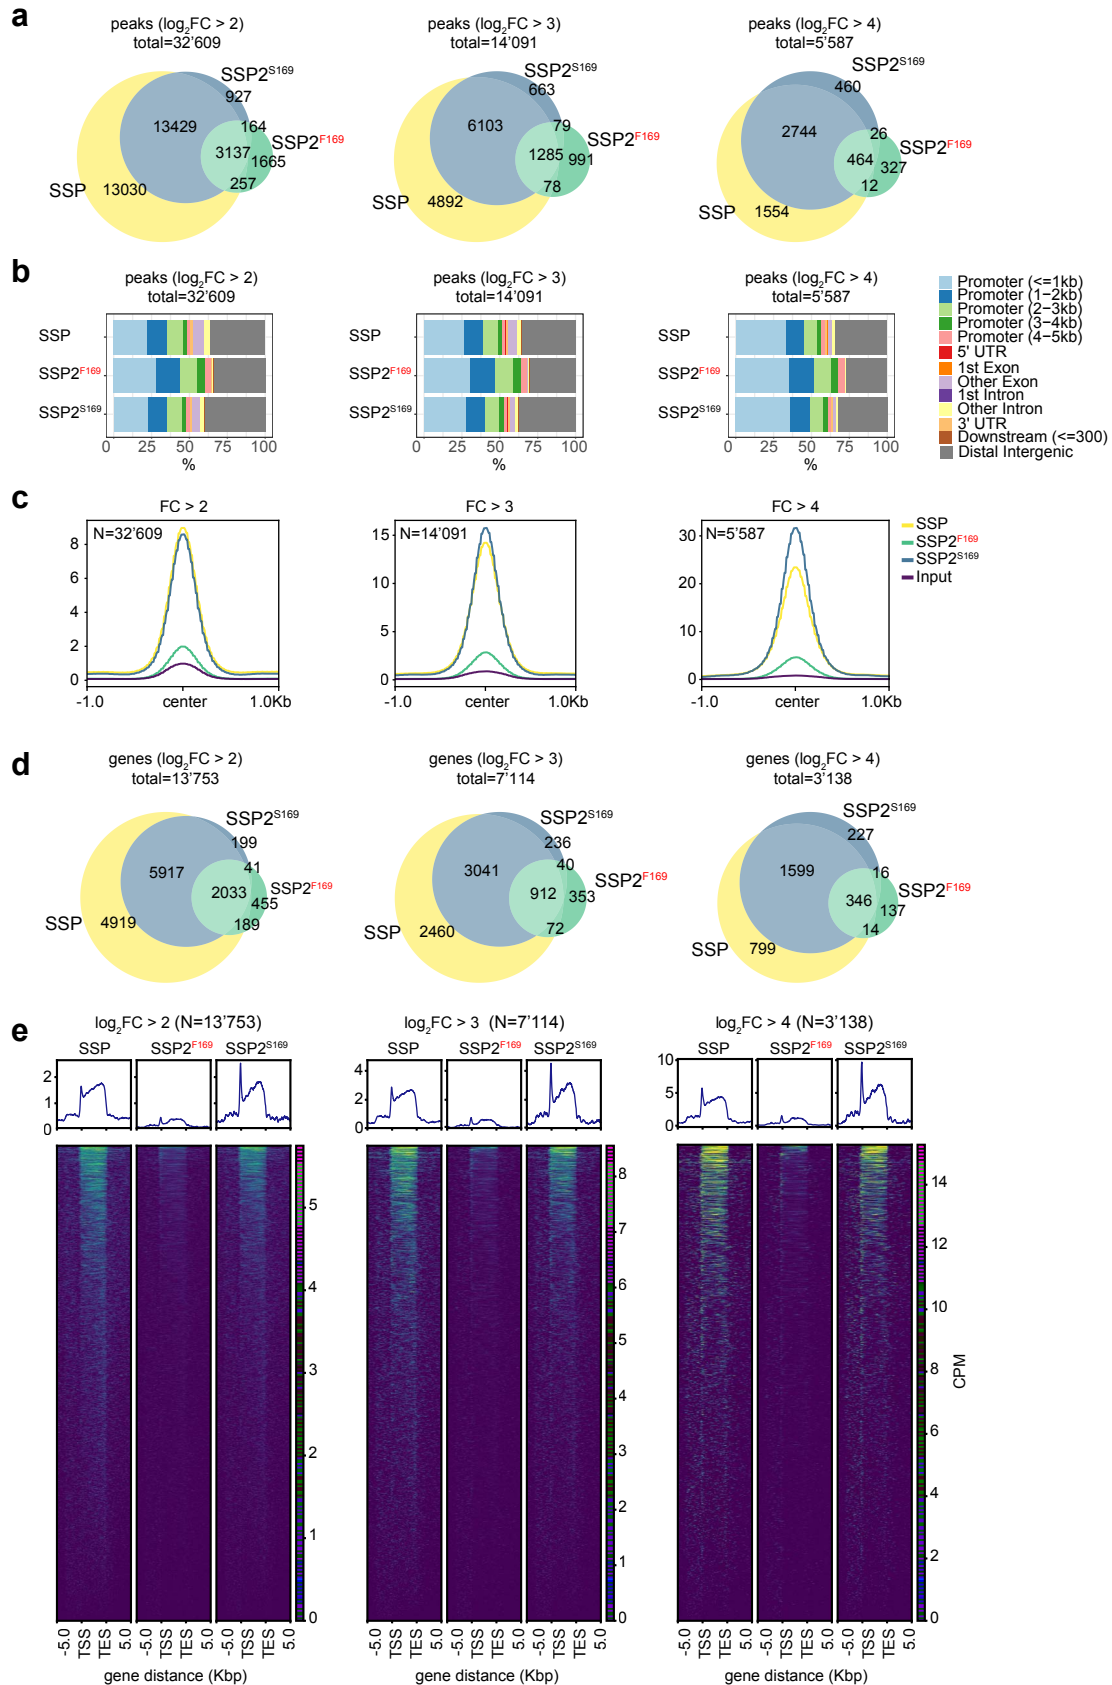 a
peaks (log2FC > 2)
total=32'609
SSP2S169
927
13429
164
SSP2F169
3137
1665
257
SSP
13030
peaks (log2FC > 3)
total=14'091
SSP2S169
663
6103
79
SSP2F169
1285
991
78
SSP
4892
peaks (log2FC > 4)
total=5'587
SSP2S169
460
2744
26
SSP2F169
464
327
12
SSP
1554
b
peaks (log2FC > 2)
total=32'609
SSP
SSP2F169
SSP2S169
0 25 50 75 100
%
peaks (log2FC > 3)
total=14'091
SSP
SSP2F169
SSP2S169
0 25 50 75 100
%
peaks (log2FC > 4)
total=5'587
SSP
SSP2F169
SSP2S169
0 25 50 75 100
%
Promoter (<=1kb)
Promoter (1−2kb)
Promoter (2−3kb)
Promoter (3−4kb)
Promoter (4−5kb)
5' UTR
1st Exon
Other Exon
1st Intron
Other Intron
3' UTR
Downstream (<=300)
Distal Intergenic
c
FC > 2
N=32'609
8
6
4
2
0
-1.0 center 1.0Kb
FC > 3
N=14'091
15
10
5
0
-1.0 center 1.0Kb
FC > 4
N=5'587
30
20
10
0
-1.0 center 1.0Kb
SSP
SSP2F169
SSP2S169
Input
d
genes (log2FC > 2)
total=13'753
SSP2S169
199
5917
41
SSP2F169
2033
455
189
SSP
4919
genes (log2FC > 3)
total=7'114
SSP2S169
236
3041
40
SSP2F169
912
353
72
SSP
2460
genes (log2FC > 4)
total=3'138
SSP2S169
227
1599
16
SSP2F169
346
137
14
SSP
799
e
log2FC > 2 (N=13'753)
SSP SSP2F169 SSP2S169
2
1
0
5
4
3
2
1
0
-5.0 TSS TES 5.0 -5.0 TSS TES 5.0 -5.0 TSS TES 5.0
gene distance (Kbp)
log2FC > 3 (N=7'114)
SSP SSP2F169 SSP2S169
4
2
0
8
7
6
5
4
3
2
1
0
-5.0 TSS TES 5.0 -5.0 TSS TES 5.0 -5.0 TSS TES 5.0
gene distance (Kbp)
log2FC > 4 (N=3'138)
SSP SSP2F169 SSP2S169
10
5
0
14
12
10
8
6
4
2
0
CPM
-5.0 TSS TES 5.0 -5.0 TSS TES 5.0 -5.0 TSS TES 5.0
gene distance (Kbp)